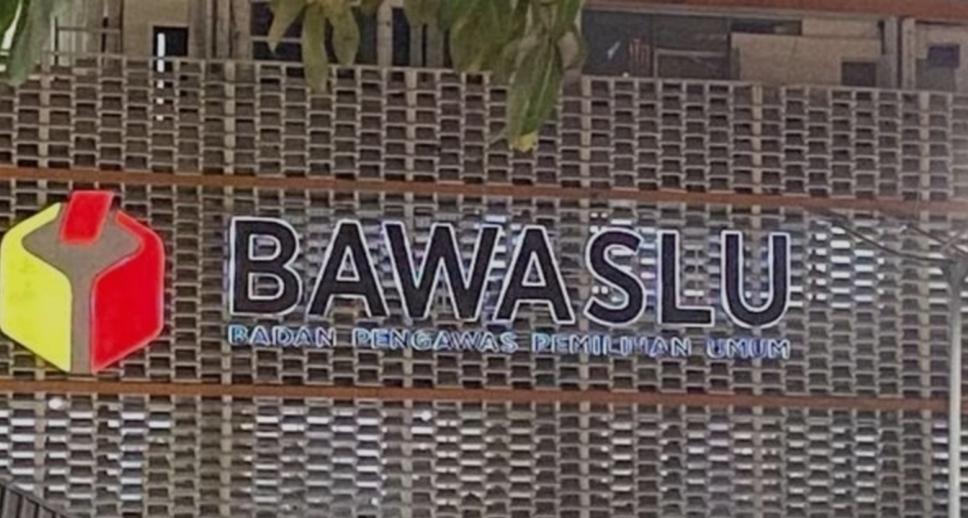 BAWASLU
BADAN PENGAWAS PEMILIHAN UMUM